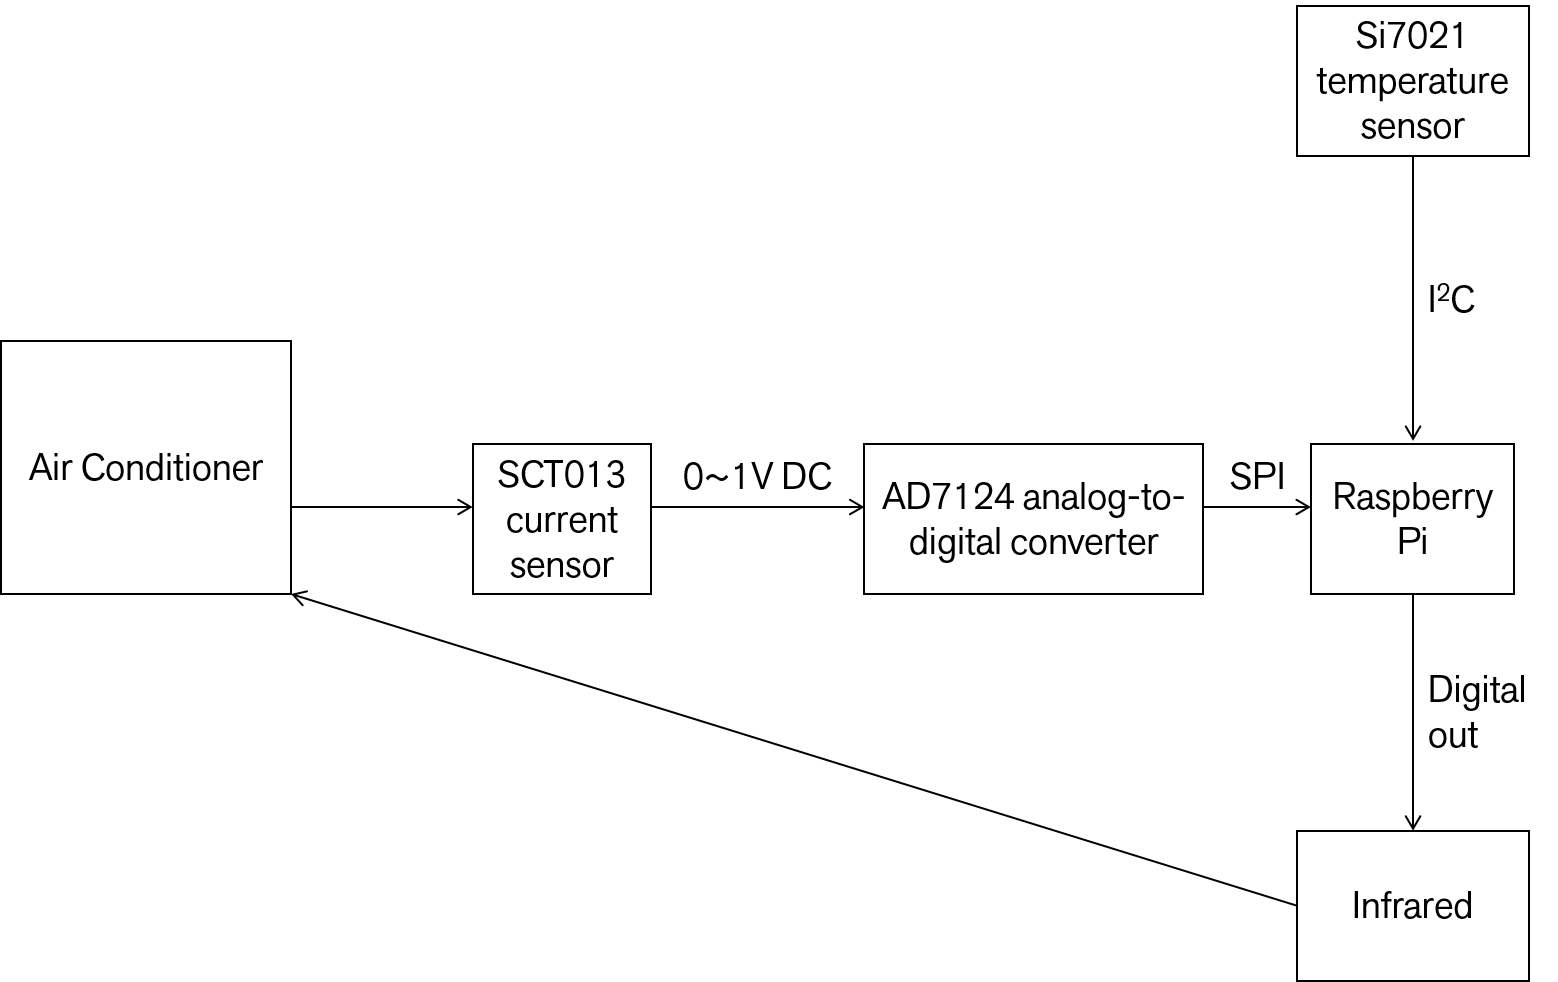 Si7021
temperature
sensor
I²C
Air Conditioner
SCT013
current
sensor
0~1V DC
AD7124 analog-to-
digital converter
SPI
Raspberry
Pi
Digital
out
Infrared